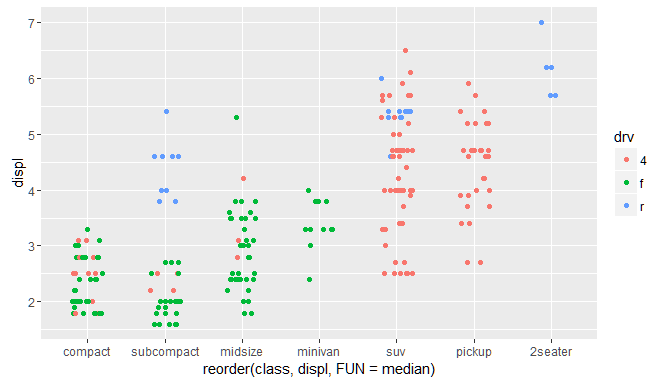 7
6
5
4
3
2
displ
compact subcompact midsize minivan suv pickup 2seater
reorder(class, displ, FUN = median)
drv
4
f
r